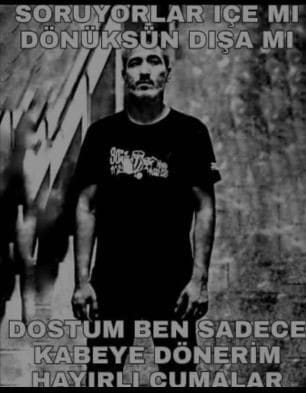 SORUYORLAR İÇE Mİ
DÖNÜKSÜN DIŞA MI
DOSTUM BEN SADECE
KABEYE DÖNERİM
HAYIRLI CUMALAR